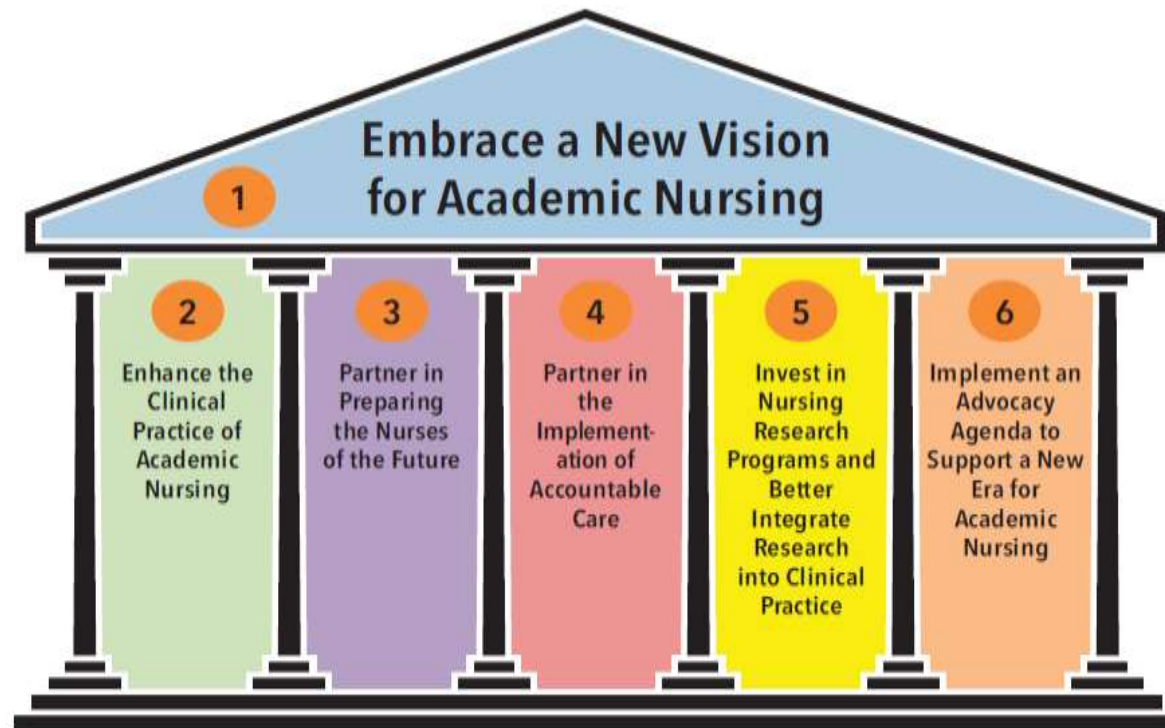 Embrace a New Vision
for Academic Nursing
1
2
Enhance the
Clinical
Practice of
Academic
Nursing
3
Partner in
Preparing
the Nurses
of the Future
4
Partner in
the
Implement-
ation of
Accountable
Care
5
Invest in
Nursing
Research
Programs and
Better
Integrate
Research
into Clinical
Practice
6
Implement an
Advocacy
Agenda to
Support a New
Era for
Academic
Nursing